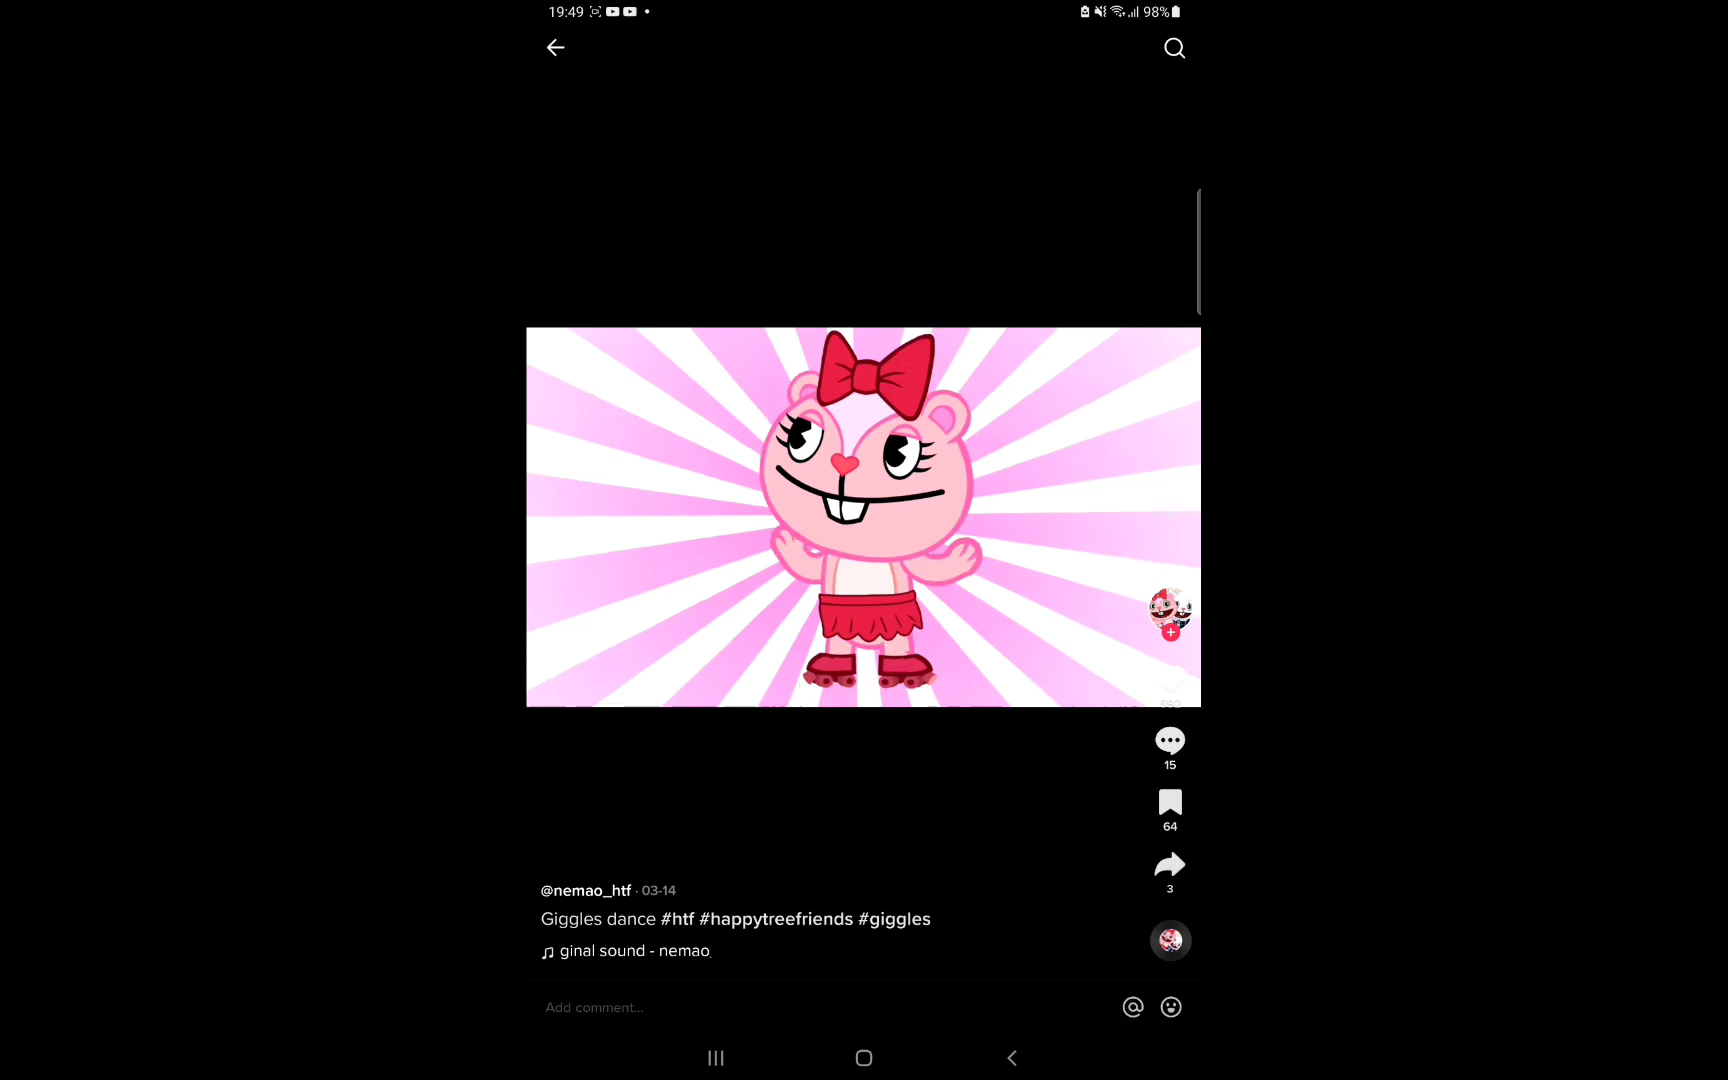 19:49
98%
15
64
3
@nemao_htf · 03-14
Giggles dance #htf #happytreefriends #giggles
ginal sound - nemao
Add comment...